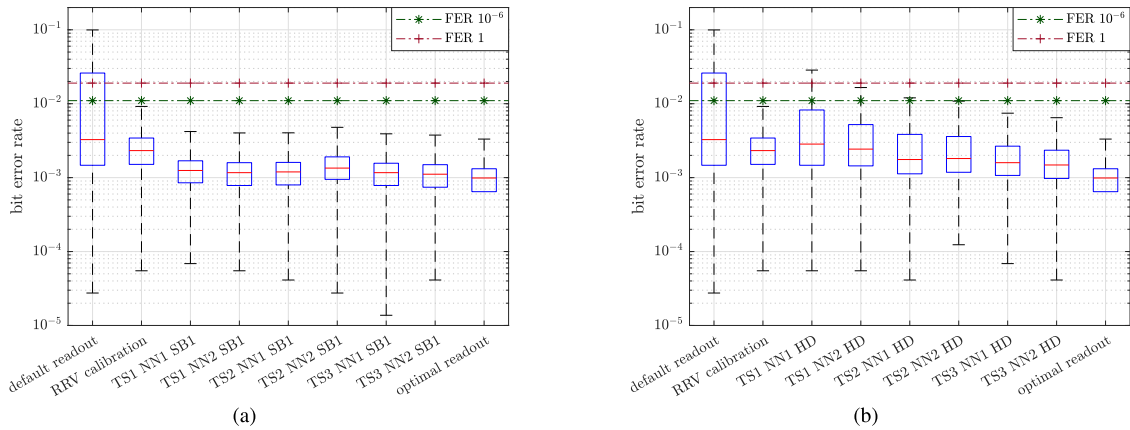 FER 10⁻⁶
FER 1
10⁻¹
10⁻²
10⁻³
10⁻⁴
10⁻⁵
bit error rate
default readout
RRV calibration
TS1 NN1 SB1
TS1 NN2 SB1
TS2 NN1 SB1
TS2 NN2 SB1
TS3 NN1 SB1
TS3 NN2 SB1
optimal readout
(a)
FER 10⁻⁶
FER 1
10⁻¹
10⁻²
10⁻³
10⁻⁴
10⁻⁵
bit error rate
default readout
RRV calibration
TS1 NN1 HD
TS1 NN2 HD
TS2 NN1 HD
TS2 NN2 HD
TS3 NN1 HD
TS3 NN2 HD
optimal readout
(b)